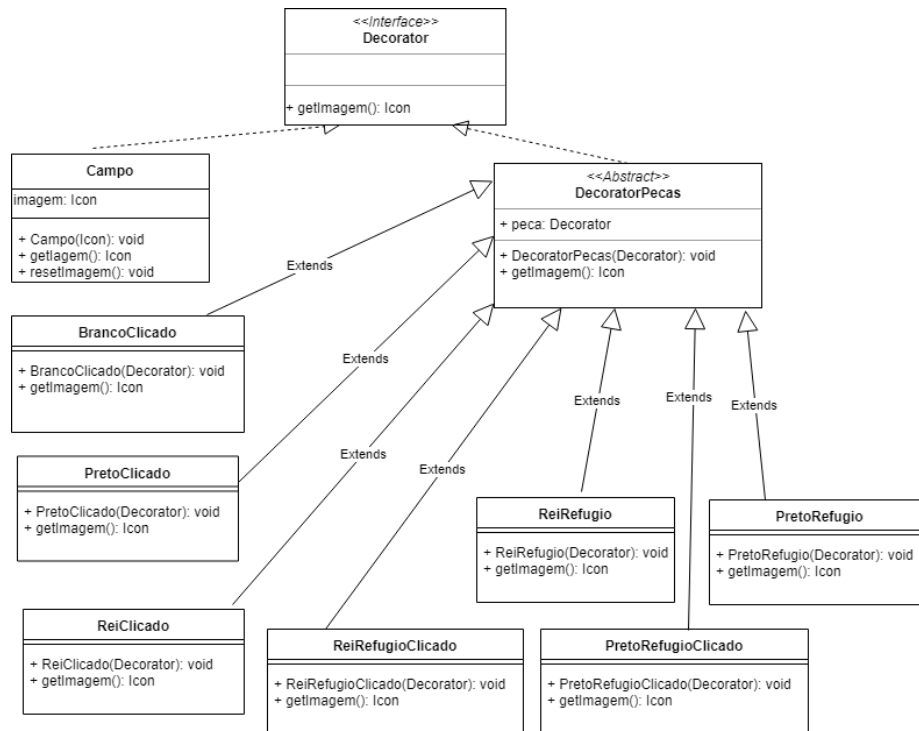 <<Interface>>
Decorator
+ getImagem(): Icon
Campo
imagem: Icon
+ Campo(Icon): void
+ getIagem(): Icon
+ resetImagem(): void
<<Abstract>>
DecoratorPecas
+ peca: Decorator
+ DecoratorPecas(Decorator): void
+ getImagem(): Icon
Extends
BrancoClicado
+ BrancoClicado(Decorator): void
+ getImagem(): Icon
Extends
PretoClicado
+ PretoClicado(Decorator): void
+ getImagem(): Icon
Extends
Extends
Extends
Extends
Extends
ReiRefugio
+ ReiRefugio(Decorator): void
+ getImagem(): Icon
PretoRefugio
+ PretoRefugio(Decorator): void
+ getImagem(): Icon
ReiClicado
+ ReiClicado(Decorator): void
+ getImagem(): Icon
ReiRefugioClicado
+ ReiRefugioClicado(Decorator): void
+ getImagem(): Icon
PretoRefugioClicado
+ PretoRefugioClicado(Decorator): void
+ getImagem(): Icon